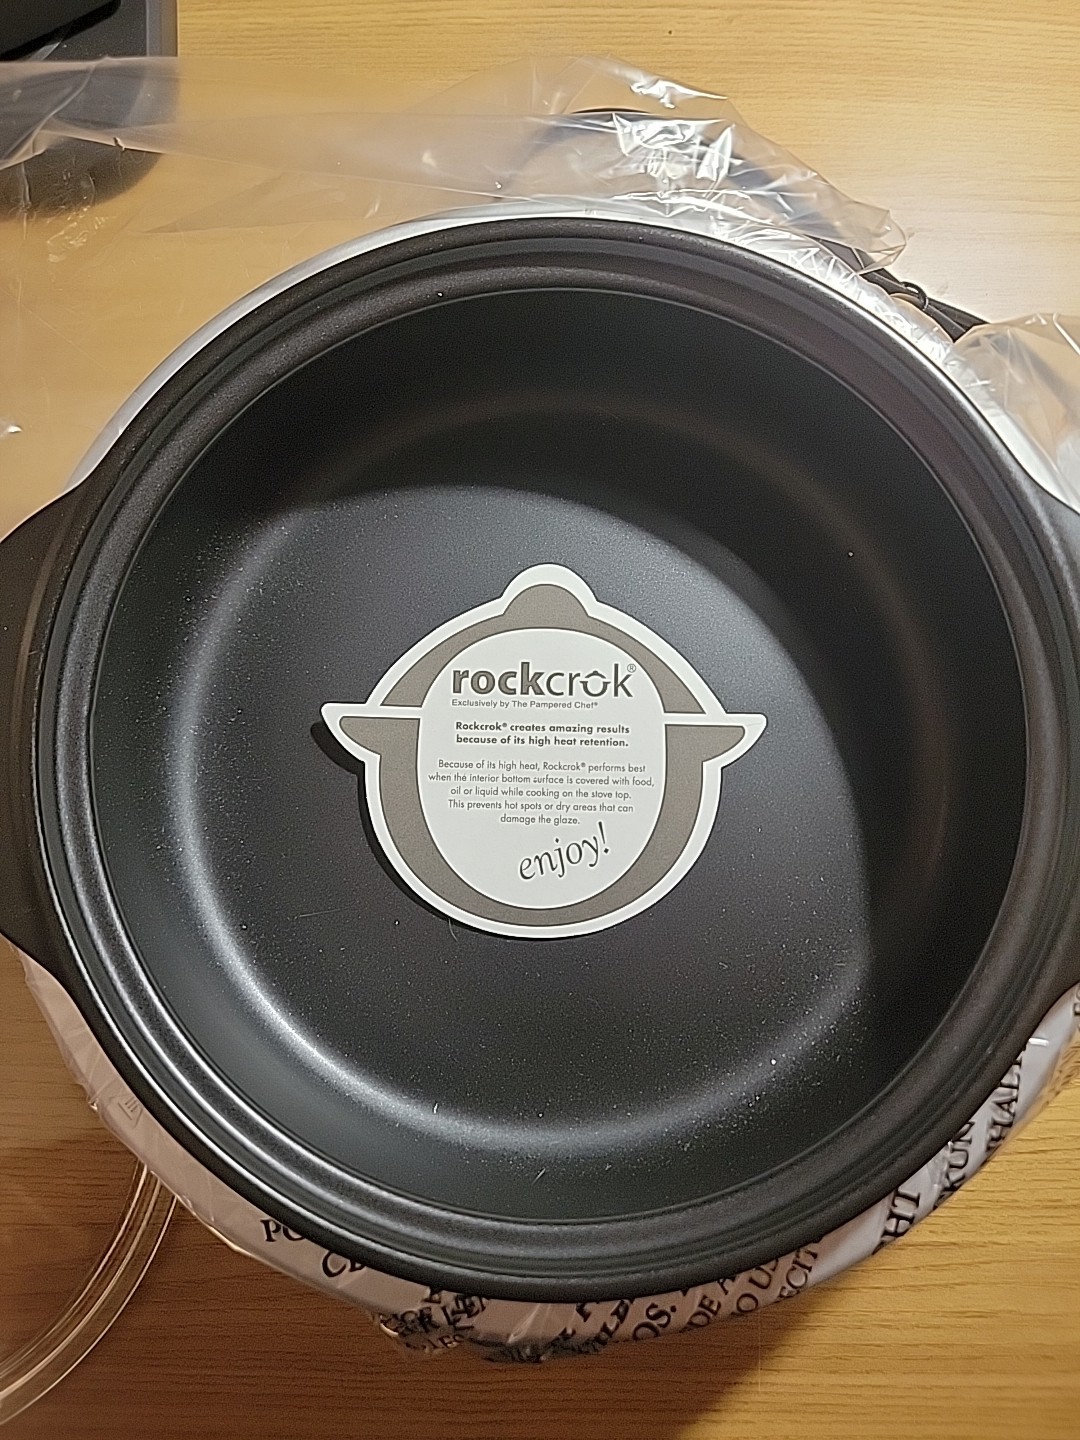 rockcrok®
Exclusively by The Pampered Chef®
Rockcrok® creates amazing results
because of its high heat retention.
Because of its high heat, Rockcrok® performs best
when the interior bottom surface is covered with food,
oil or liquid while cooking on the stove top.
This prevents hot spots or dry areas that can
damage the glaze.
enjoy!